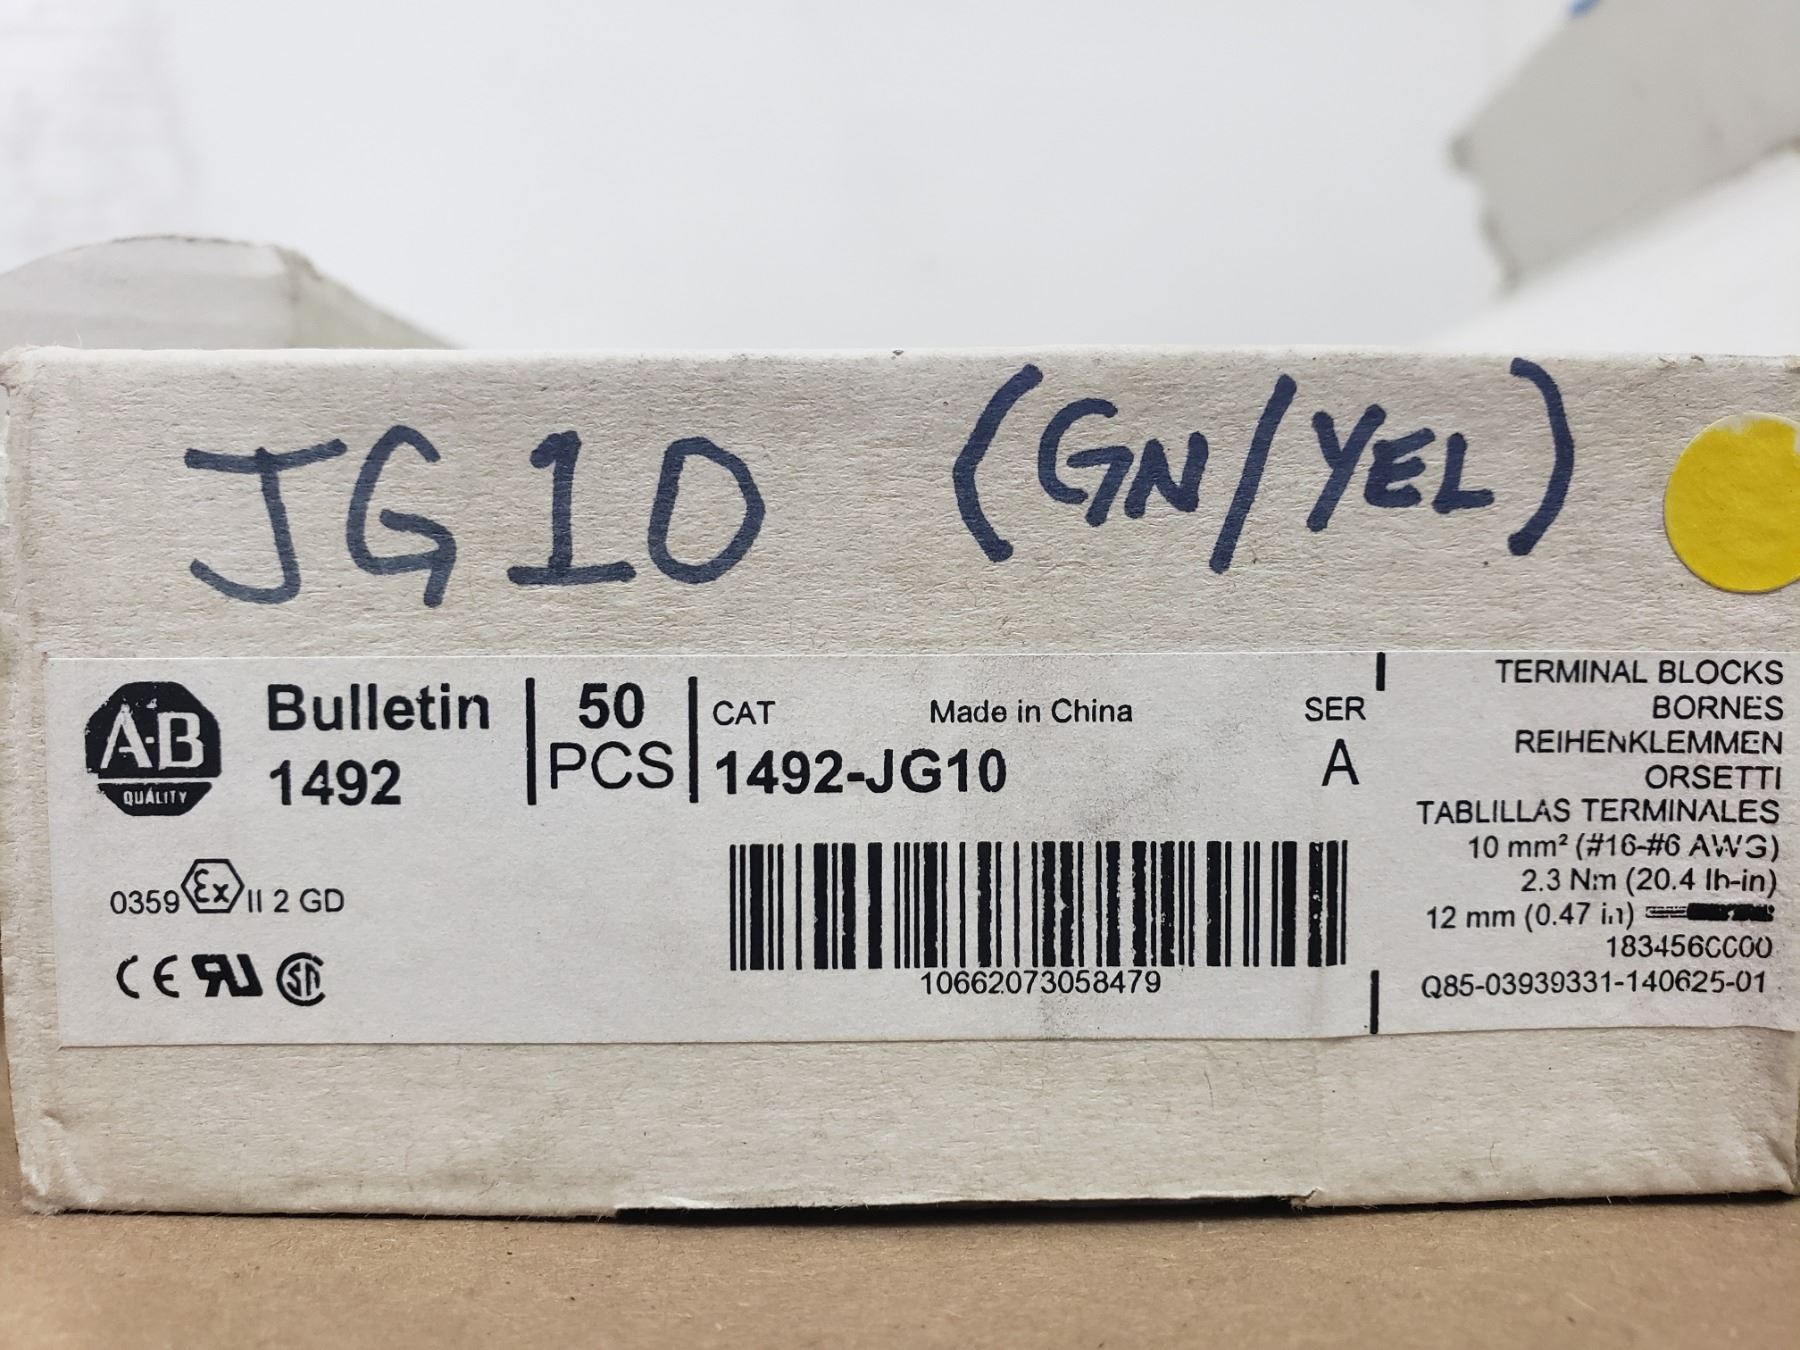 JG10 (GN/YEL)
A-B
QUALITY
Bulletin
1492
50
PCS
CAT
Made in China
SER
1492-JG10
A
0359 Ex II 2 GD
CE RU SA
10662073058479
TERMINAL BLOCKS
BORNES
REIHENKLEMMEN
ORSETTI
TABLILLAS TERMINALES
10 mm² (#16-#6 AWG)
2.3 Nm (20.4 lb-in)
12 mm (0.47 in)
Q85-03939331-140625-01